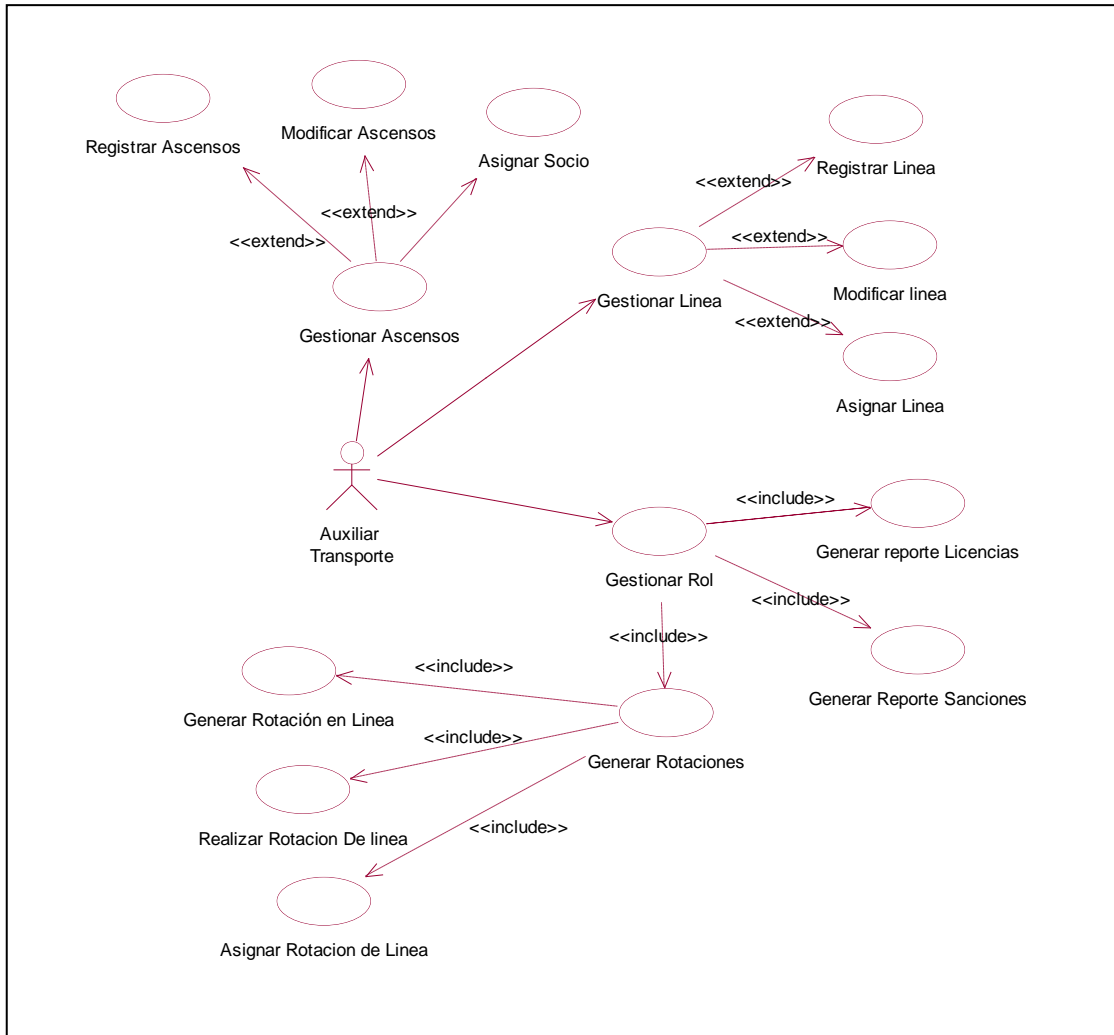 Registrar Ascensos
Modificar Ascensos
Asignar Socio
Registrar Linea
<<extend>>
<<extend>>
<<extend>>
<<extend>>
Modificar linea
Gestionar Linea
<<extend>>
Gestionar Ascensos
Asignar Linea
Auxiliar
Transporte
<<include>>
Generar reporte Licencias
Gestionar Rol
<<include>>
<<include>>
<<include>>
Generar Rotación en Linea
Generar Reporte Sanciones
<<include>>
Generar Rotaciones
Realizar Rotacion De linea
<<include>>
Asignar Rotacion de Linea